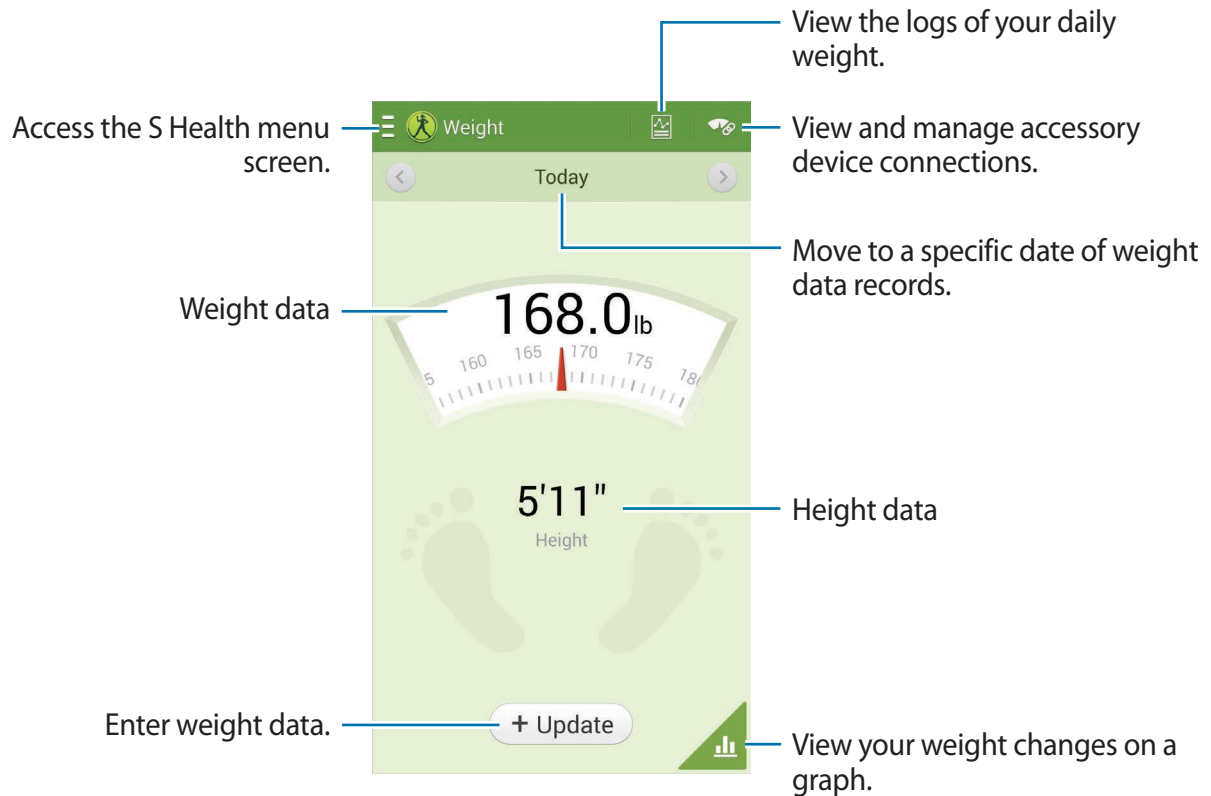 View the logs of your daily
weight.
Access the S Health menu
screen.
Weight
View and manage accessory
device connections.
Today
Move to a specific date of weight
data records.
Weight data
168.0lb
5 160 165 170 175 180
5'11"
Height
Height data
Enter weight data.
+ Update
View your weight changes on a
graph.